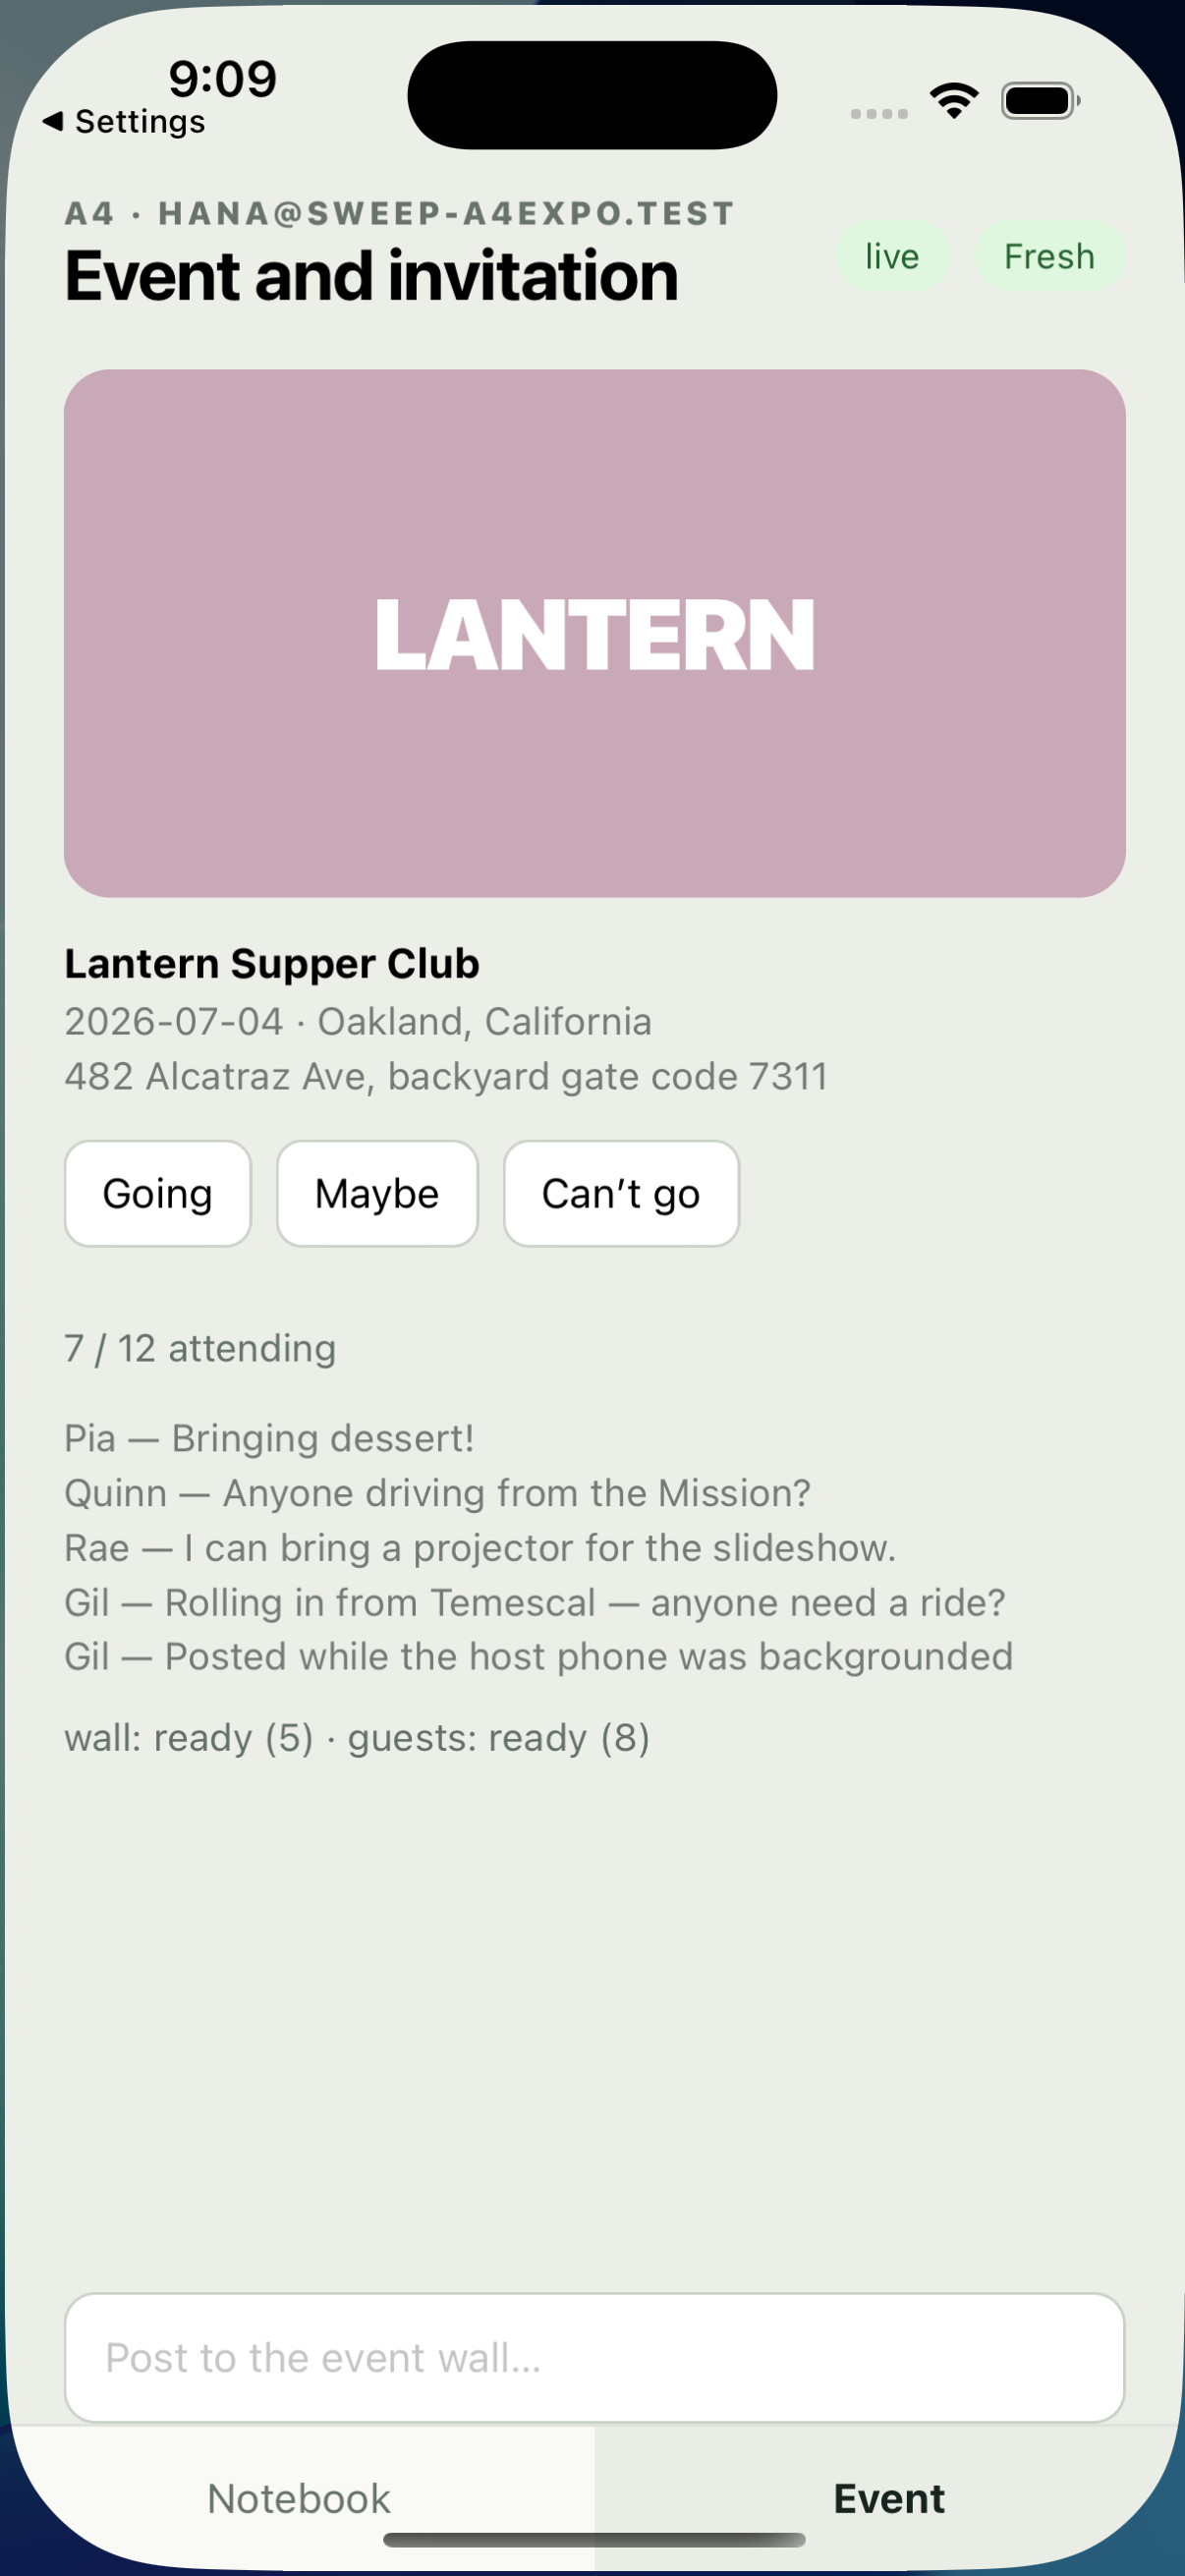 9:09
◀ Settings
A4 · HANA@SWEEP-A4EXPO.TEST
Event and invitation
live
Fresh
LANTERN
Lantern Supper Club
2026-07-04 · Oakland, California
482 Alcatraz Ave, backyard gate code 7311
Going
Maybe
Can’t go
7 / 12 attending
Pia — Bringing dessert!
Quinn — Anyone driving from the Mission?
Rae — I can bring a projector for the slideshow.
Gil — Rolling in from Temescal — anyone need a ride?
Gil — Posted while the host phone was backgrounded
wall: ready (5) · guests: ready (8)
Post to the event wall...
Notebook
Event